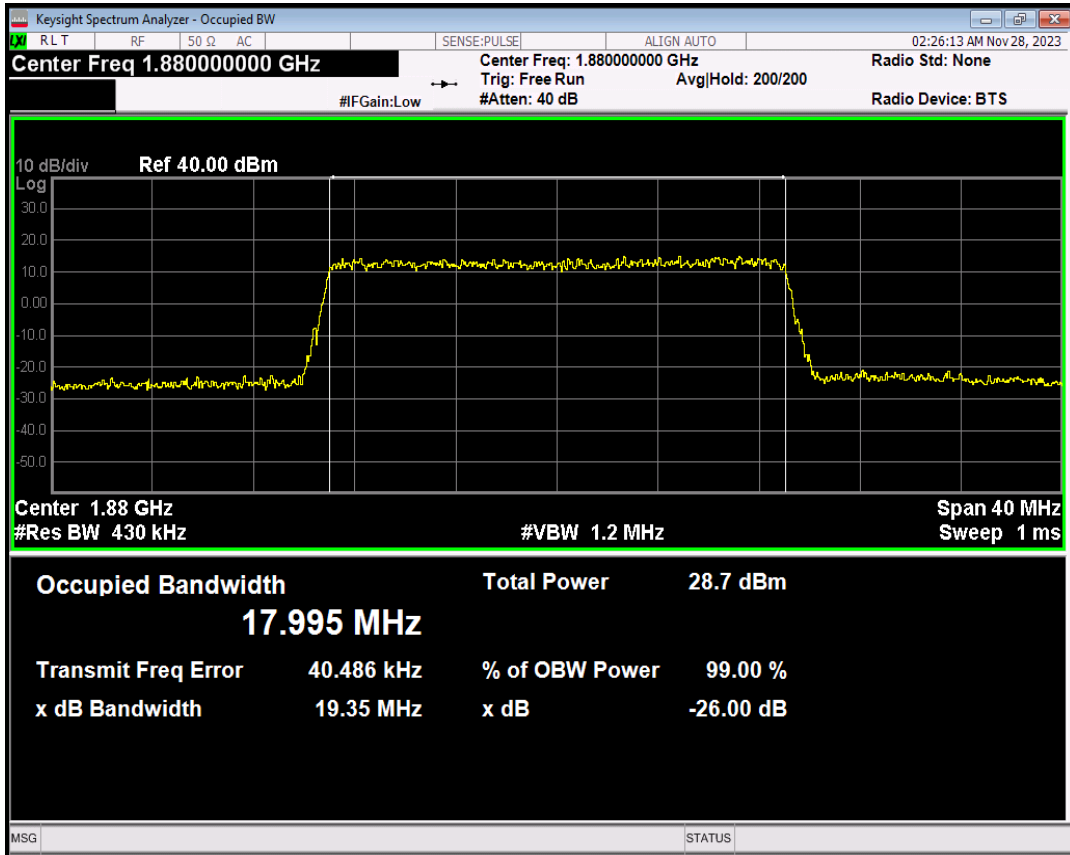 Keysight Spectrum Analyzer - Occupied BW
LXI RLT RF 50 Ω AC SENSE:PULSE ALIGN AUTO 02:26:13 AM Nov 28, 2023
Center Freq 1.880000000 GHz
Center Freq: 1.880000000 GHz Radio Std: None
Trig: Free Run Avg|Hold: 200/200
#IFGain:Low #Atten: 40 dB Radio Device: BTS
10 dB/div Ref 40.00 dBm
Log
30.0
20.0
10.0
0.00
-10.0
-20.0
-30.0
-40.0
-50.0
Center 1.88 GHz Span 40 MHz
#Res BW 430 kHz #VBW 1.2 MHz Sweep 1 ms
Occupied Bandwidth Total Power 28.7 dBm
17.995 MHz
Transmit Freq Error 40.486 kHz % of OBW Power 99.00 %
x dB Bandwidth 19.35 MHz x dB -26.00 dB
MSG STATUS